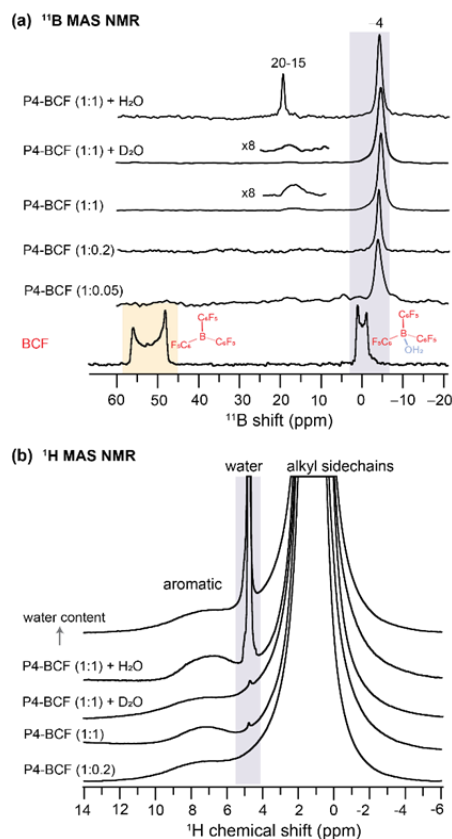 (a) ¹¹B MAS NMR
–4
20-15
P4-BCF (1:1) + H₂O
P4-BCF (1:1) + D₂O
x8
x8
P4-BCF (1:1)
P4-BCF (1:0.2)
P4-BCF (1:0.05)
BCF
C₆F₅
B
F₅C₆
C₆F₅
C₆F₅
B
C₆F₅
F₅C₆
OH₂
60 50 40 30 20 10 0 –10 –20
¹¹B shift (ppm)
(b) ¹H MAS NMR
water alkyl sidechains
aromatic
water content
P4-BCF (1:1) + H₂O
P4-BCF (1:1) + D₂O
P4-BCF (1:1)
P4-BCF (1:0.2)
14 12 10 8 6 4 2 0 -2 -4 -6
¹H chemical shift (ppm)